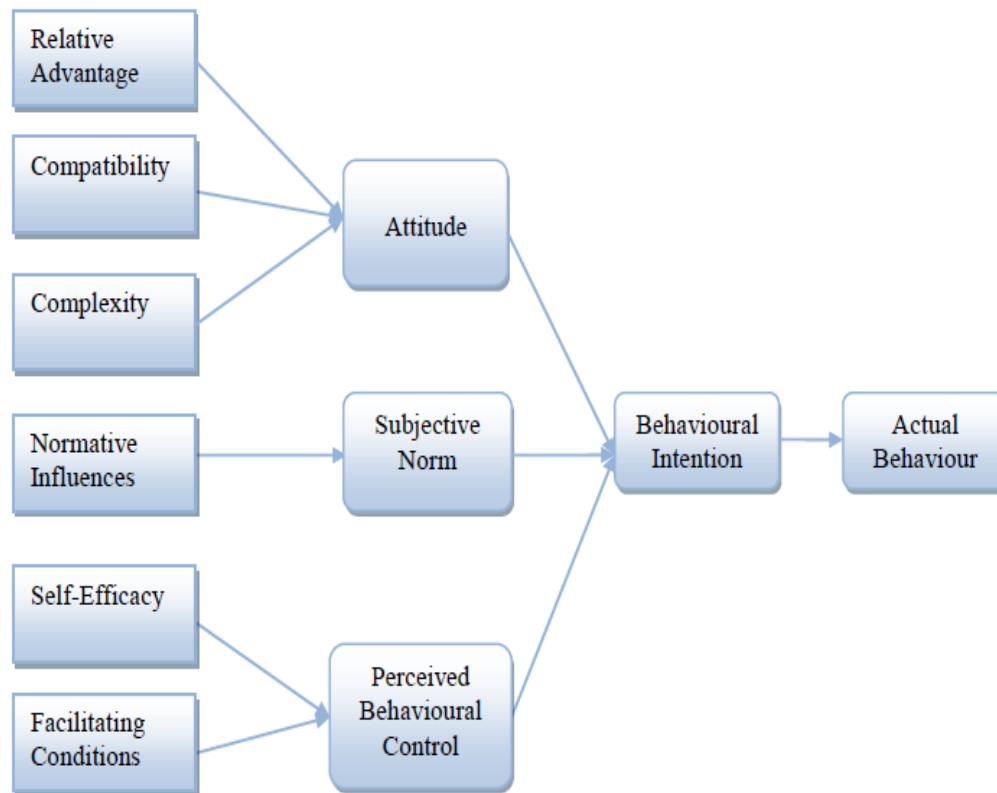 Relative
Advantage
Compatibility
Complexity
Normative
Influences
Self-Efficacy
Facilitating
Conditions
Attitude
Subjective
Norm
Perceived
Behavioural
Control
Behavioural
Intention
Actual
Behaviour